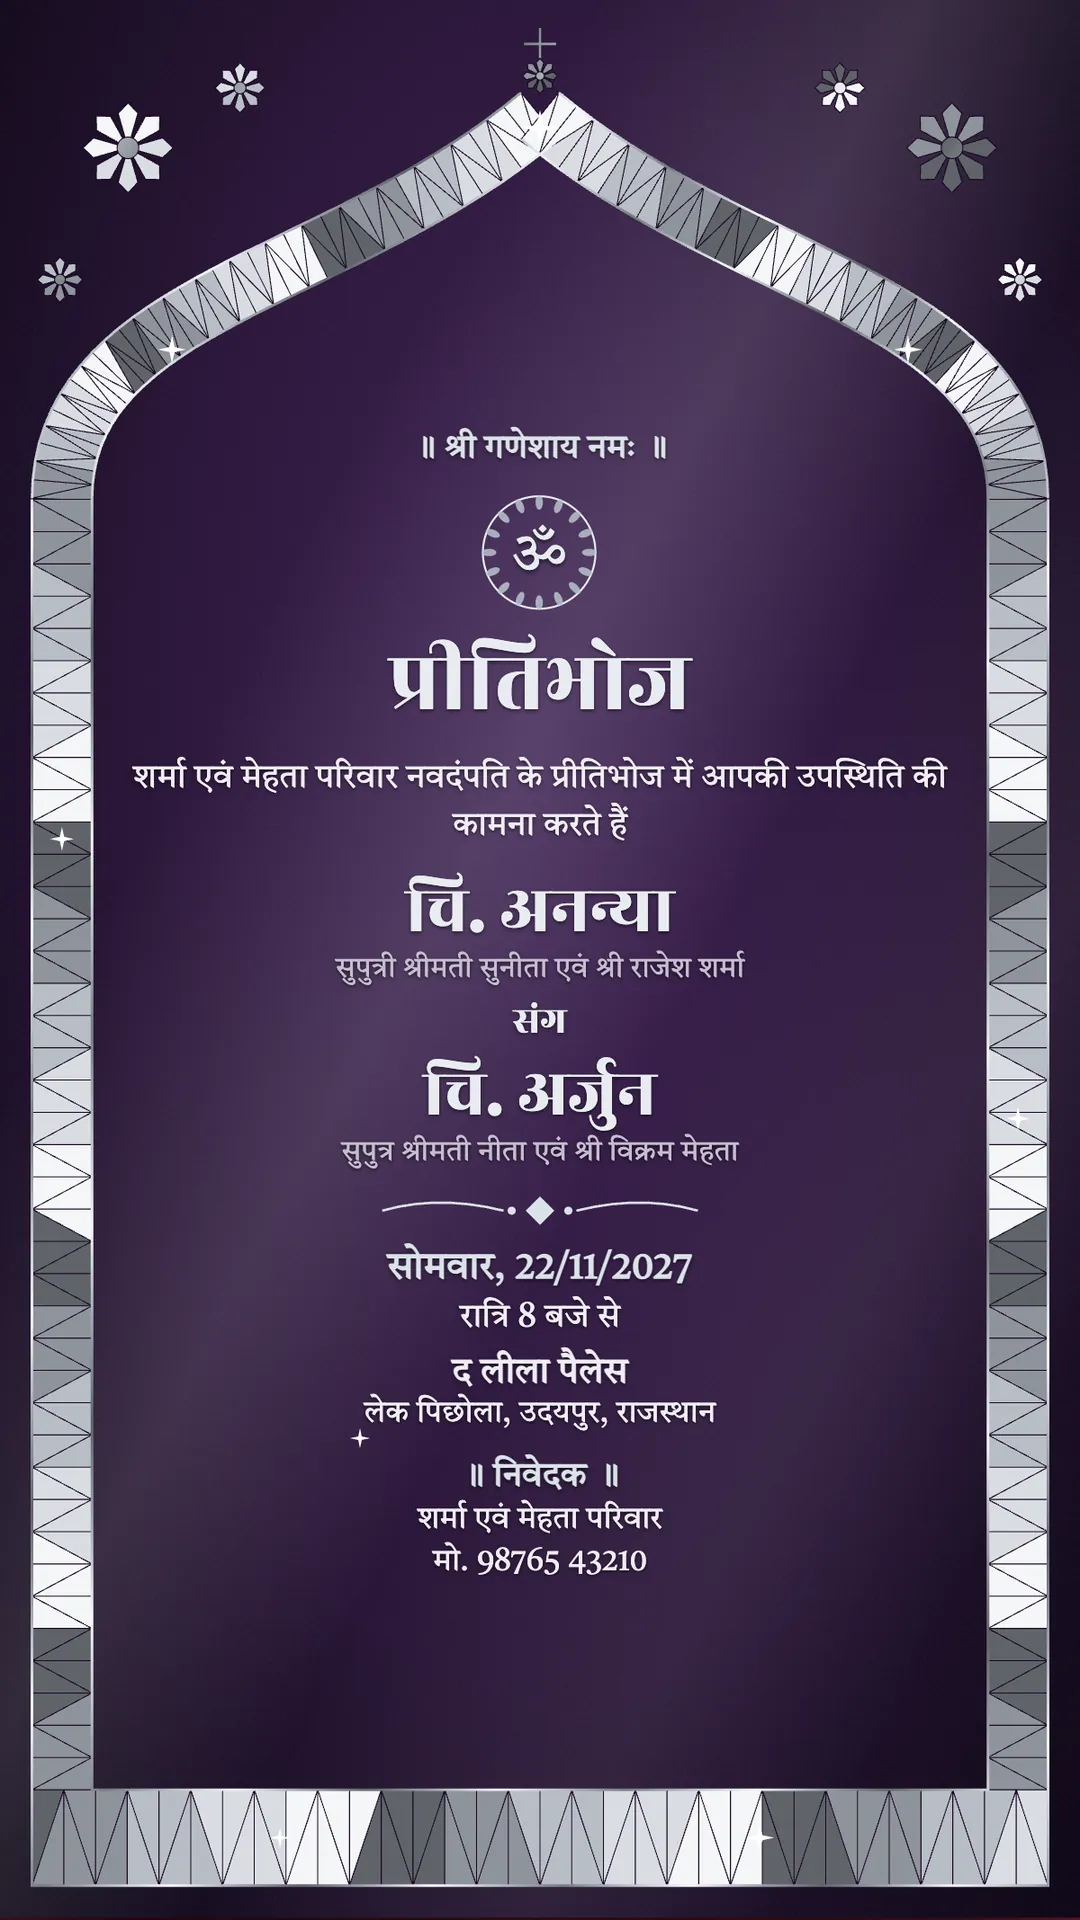 ॥ श्री गणेशाय नमः ॥
ॐ
प्रीतिभोज
शर्मा एवं मेहता परिवार नवदंपति के प्रीतिभोज में आपकी उपस्थिति की
कामना करते हैं
चि. अनन्या
सुपुत्री श्रीमती सुनीता एवं श्री राजेश शर्मा
संग
चि. अर्जुन
सुपुत्र श्रीमती नीता एवं श्री विक्रम मेहता
सोमवार, 22/11/2027
रात्रि 8 बजे से
द लीला पैलेस
लेक पिछोला, उदयपुर, राजस्थान
॥ निवेदक ॥
शर्मा एवं मेहता परिवार
मो. 98765 43210